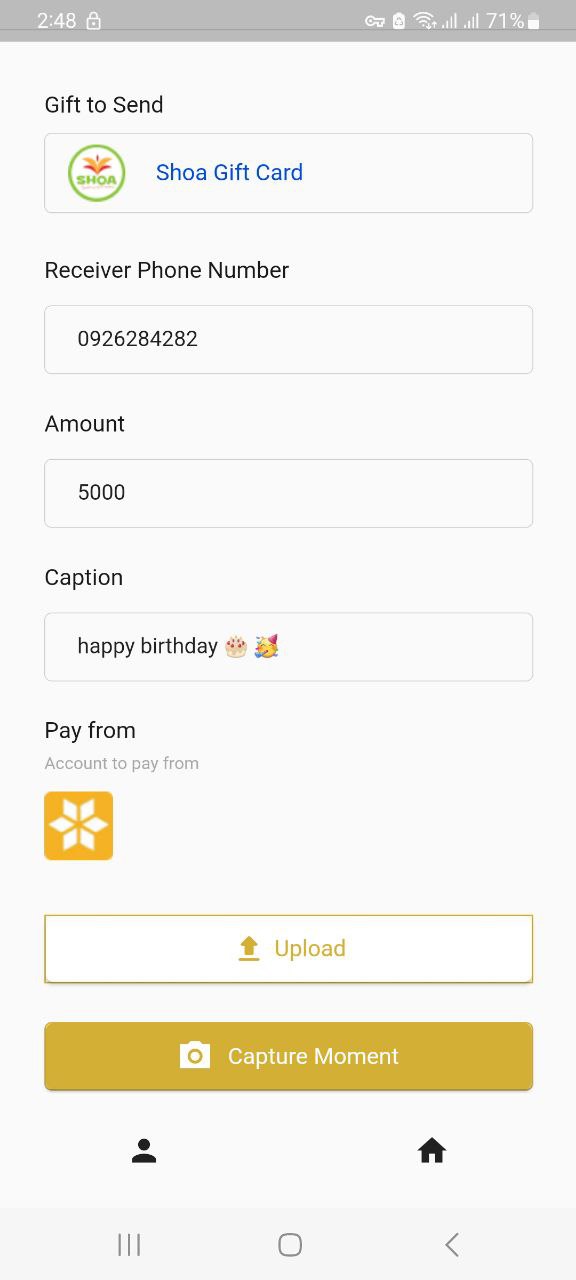 2:48
71%
Gift to Send
SHOA
Shoa Gift Card
Receiver Phone Number
0926284282
Amount
5000
Caption
happy birthday 🎂 🥳
Pay from
Account to pay from
Upload
Capture Moment